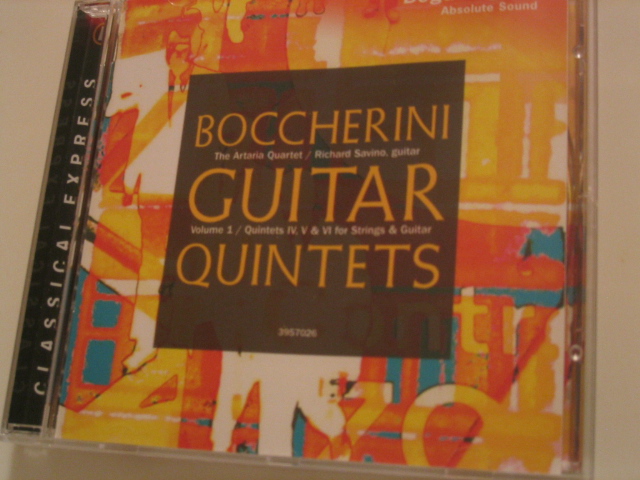 Absolute Sound
BOCCHERINI
The Artaria Quartet / Richard Savino, guitar
GUITAR
Volume 1 / Quintets IV, V & VI for Strings & Guitar
QUINTETS
3957026
CLASSICAL EXPRESS